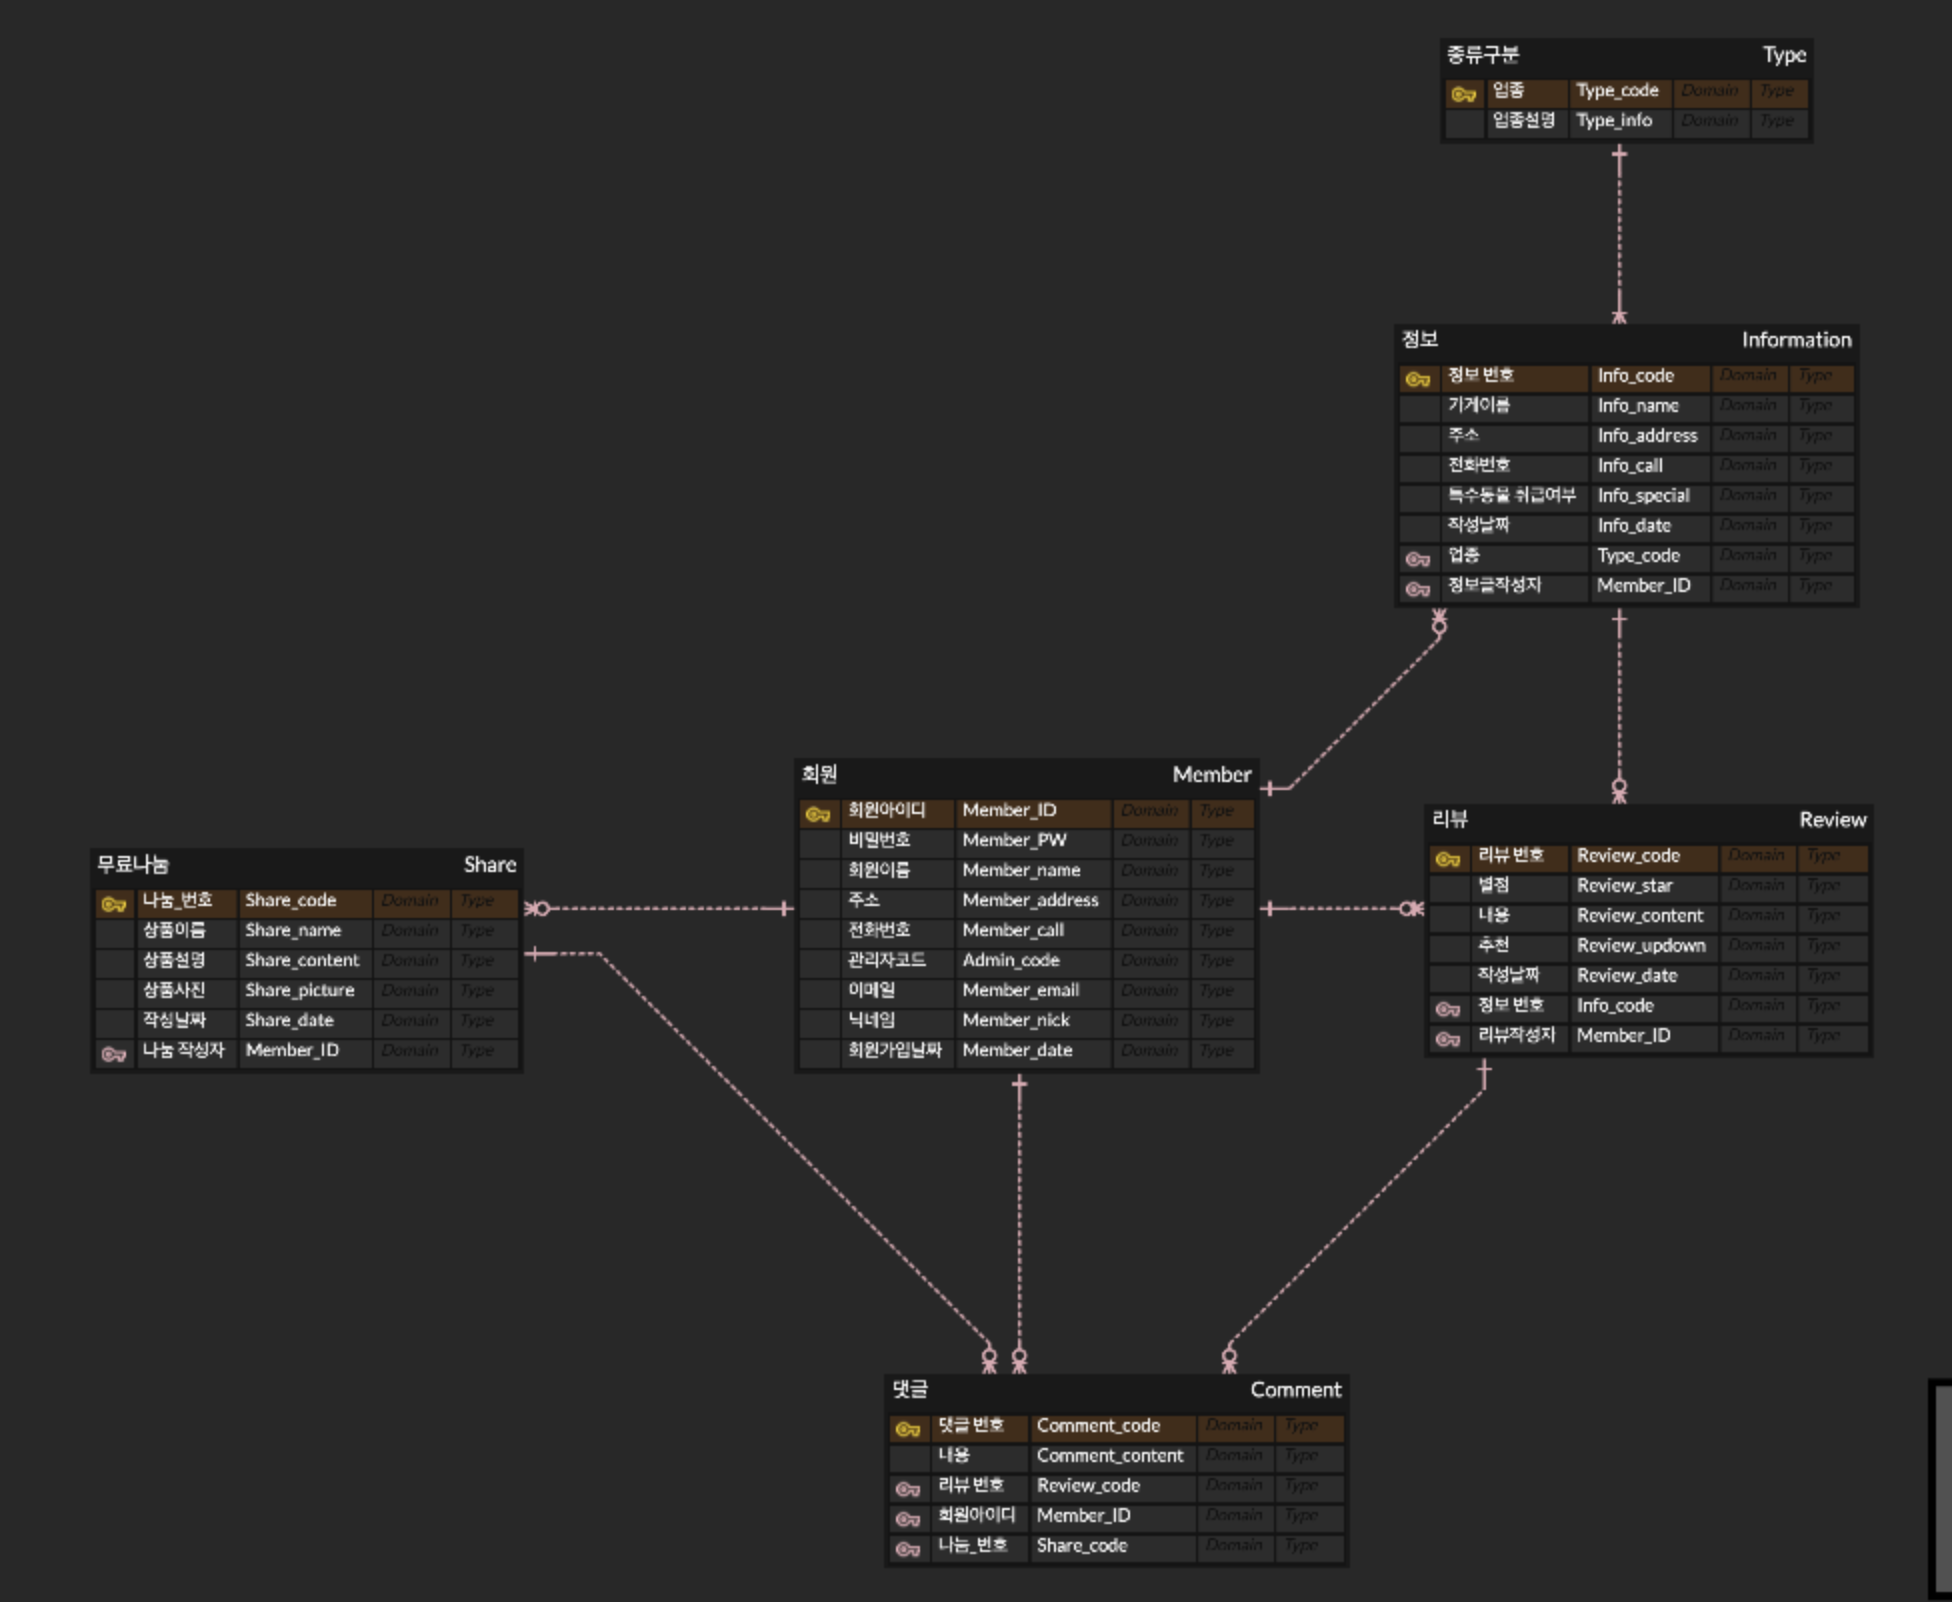 종류구분 Type
업종 Type_code Domain Type
업종설명 Type_info Domain Type
정보 Information
정보 번호 Info_code Domain Type
가게이름 Info_name Domain Type
주소 Info_address Domain Type
전화번호 Info_call Domain Type
특수동물 취급여부 Info_special Domain Type
작성날짜 Info_date Domain Type
업종 Type_code Domain Type
정보글작성자 Member_ID Domain Type
회원 Member
회원아이디 Member_ID Domain Type
비밀번호 Member_PW Domain Type
회원이름 Member_name Domain Type
주소 Member_address Domain Type
전화번호 Member_call Domain Type
관리자코드 Admin_code Domain Type
이메일 Member_email Domain Type
닉네임 Member_nick Domain Type
회원가입날짜 Member_date Domain Type
리뷰 Review
리뷰 번호 Review_code Domain Type
별점 Review_star Domain Type
내용 Review_content Domain Type
추천 Review_updown Domain Type
작성날짜 Review_date Domain Type
정보 번호 Info_code Domain Type
리뷰작성자 Member_ID Domain Type
무료나눔 Share
나눔_번호 Share_code Domain Type
상품이름 Share_name Domain Type
상품설명 Share_content Domain Type
상품사진 Share_picture Domain Type
작성날짜 Share_date Domain Type
나눔 작성자 Member_ID Domain Type
댓글 Comment
댓글 번호 Comment_code Domain Type
내용 Comment_content Domain Type
리뷰 번호 Review_code Domain Type
회원아이디 Member_ID Domain Type
나눔_번호 Share_code Domain Type